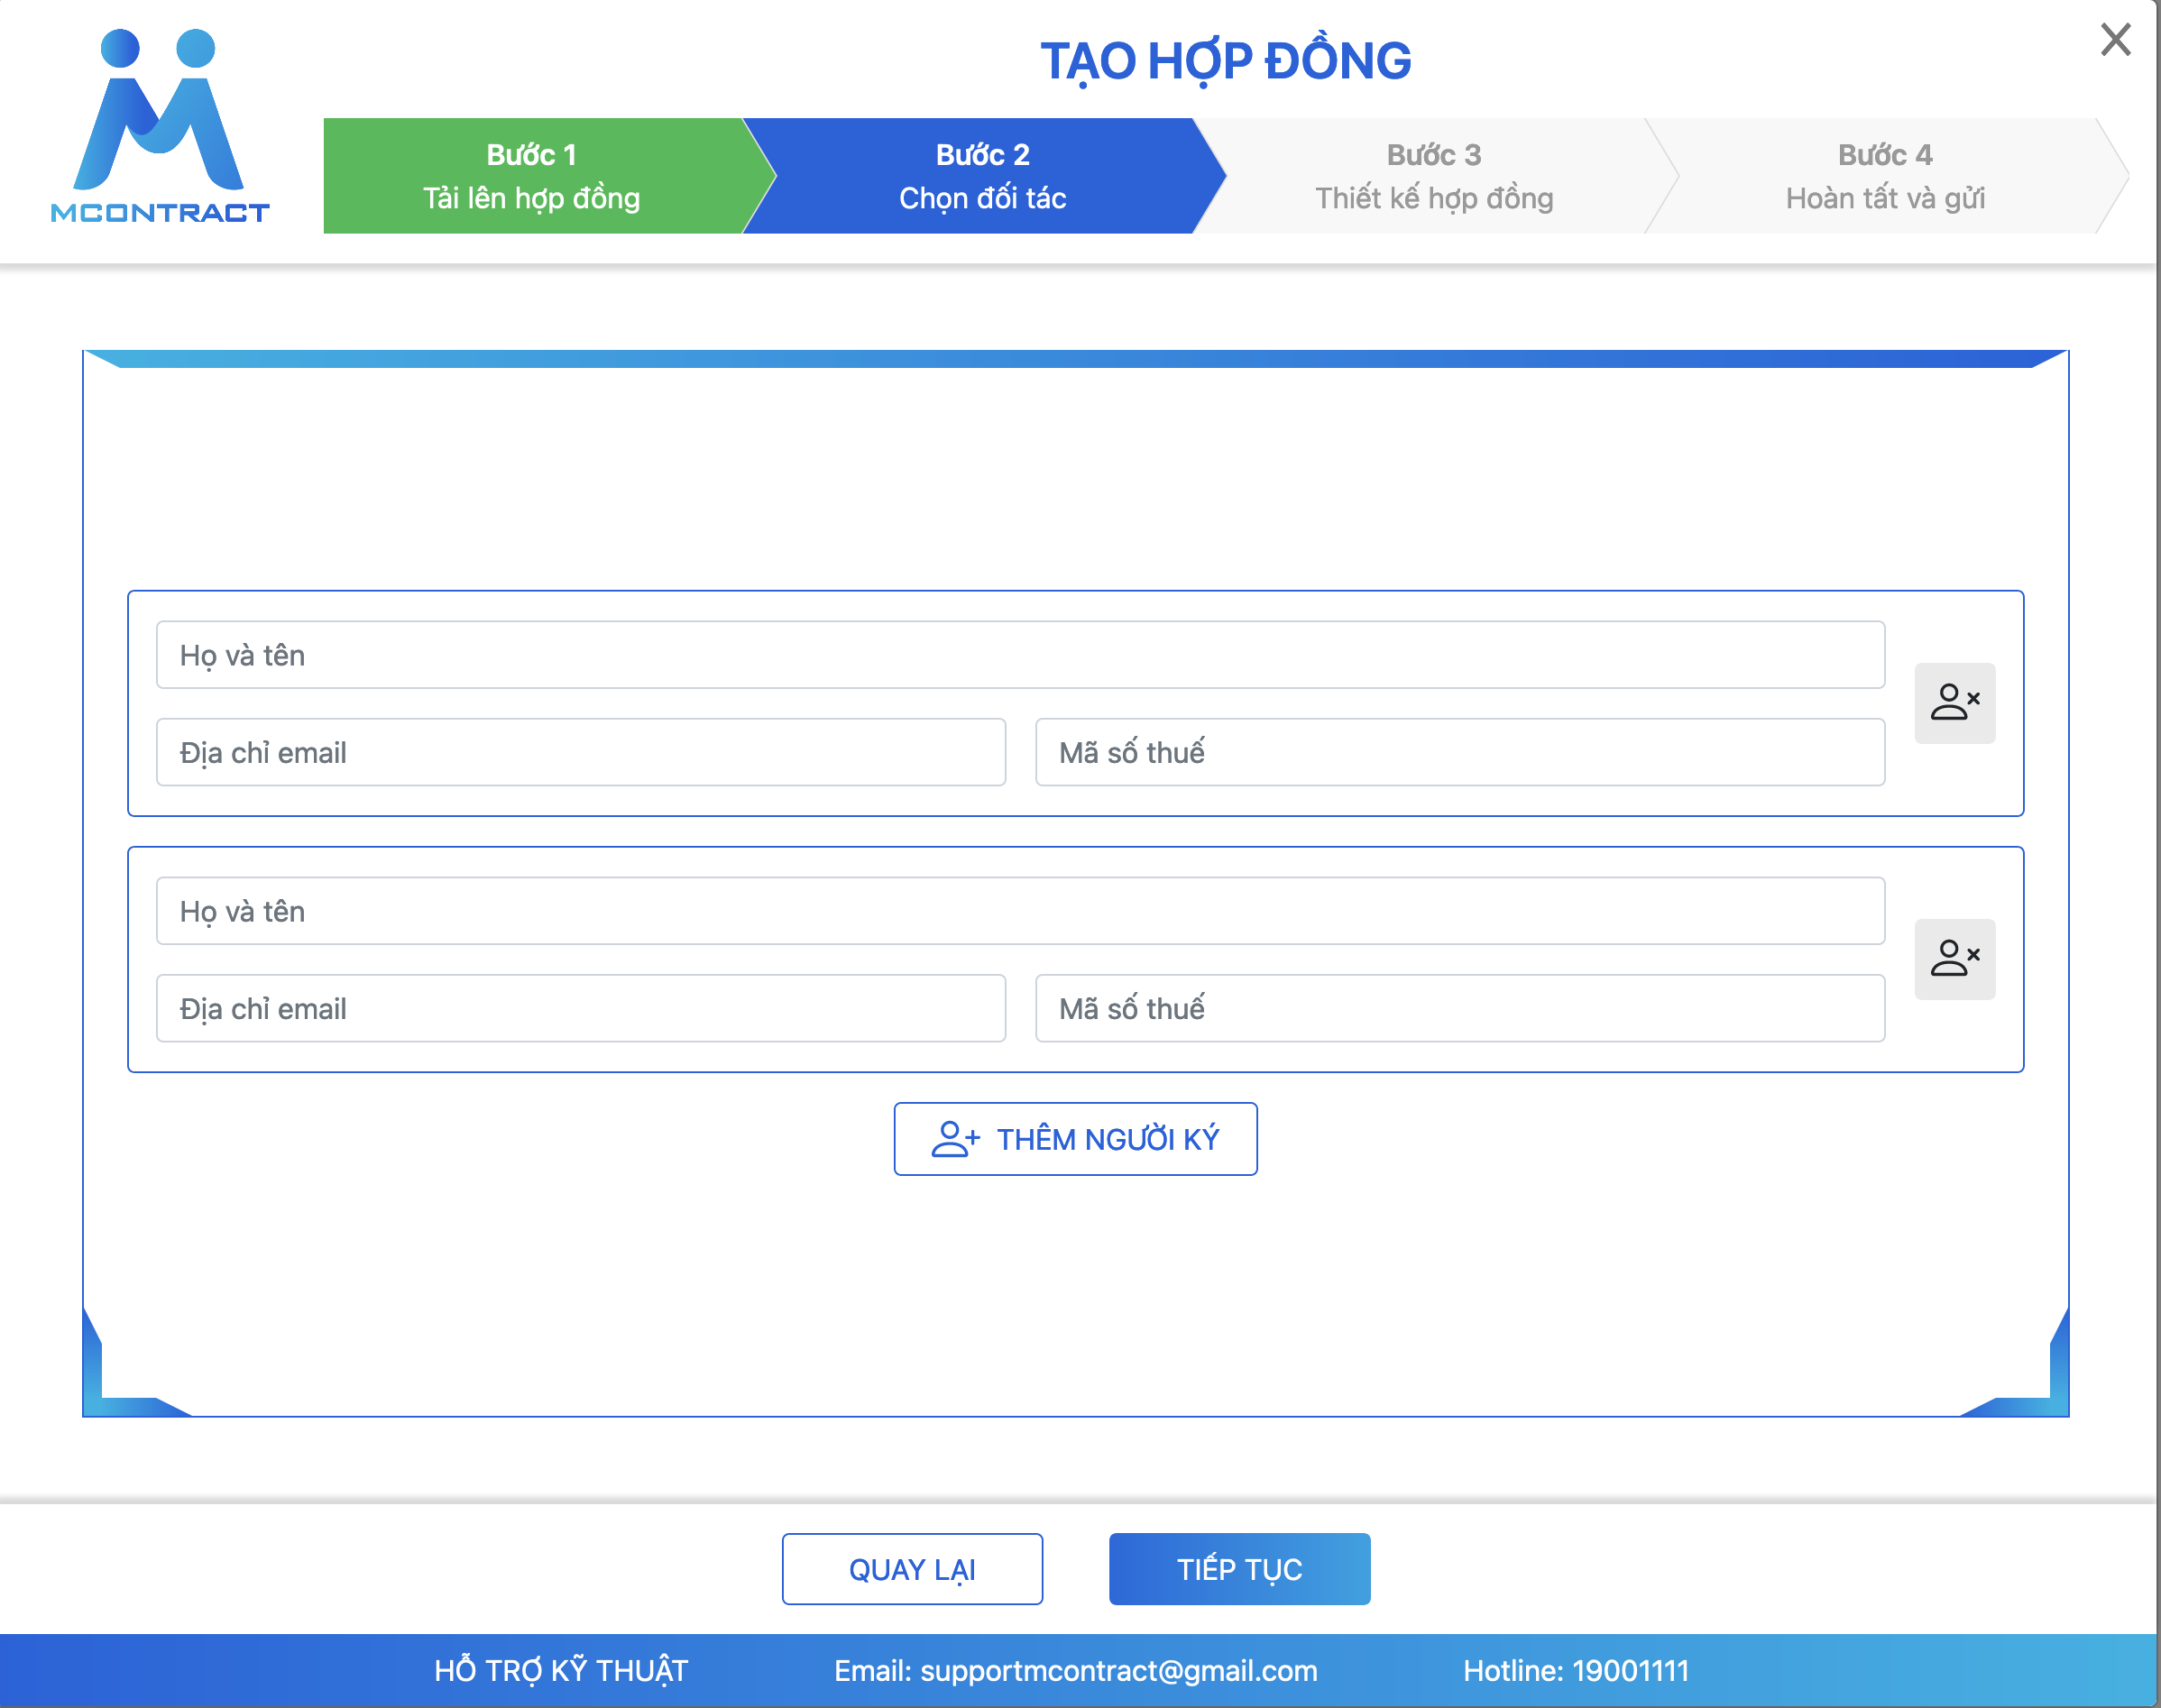 TẠO HỢP ĐỒNG
MCONTRACT
Bước 1
Tải lên hợp đồng
Bước 2
Chọn đối tác
Bước 3
Thiết kế hợp đồng
Bước 4
Hoàn tất và gửi
Họ và tên
Địa chỉ email
Mã số thuế
Họ và tên
Địa chỉ email
Mã số thuế
THÊM NGƯỜI KÝ
QUAY LẠI
TIẾP TỤC
HỖ TRỢ KỸ THUẬT
Email: supportmcontract@gmail.com
Hotline: 19001111